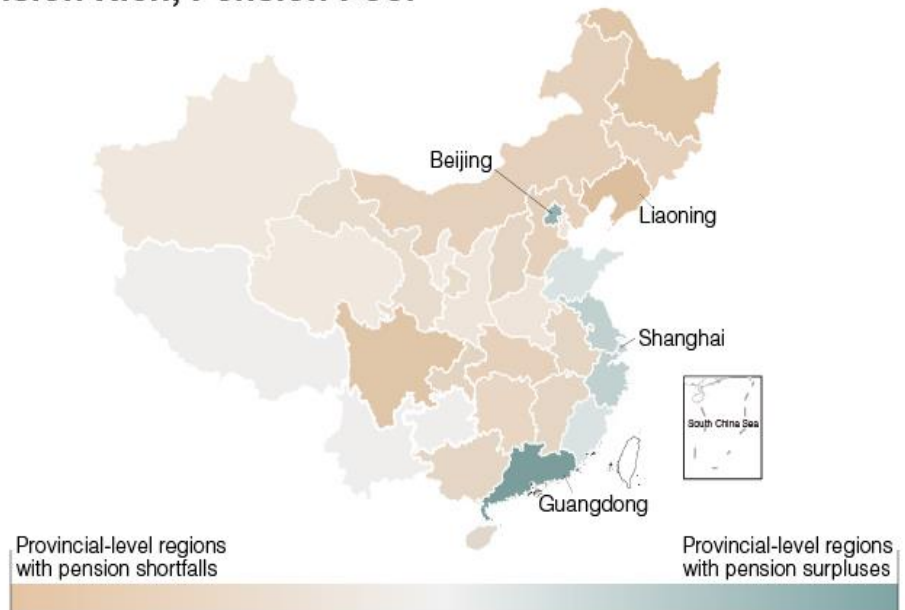 Beijing
Liaoning
Shanghai
South China Sea
Guangdong
Provincial-level regions
with pension shortfalls
Provincial-level regions
with pension surpluses